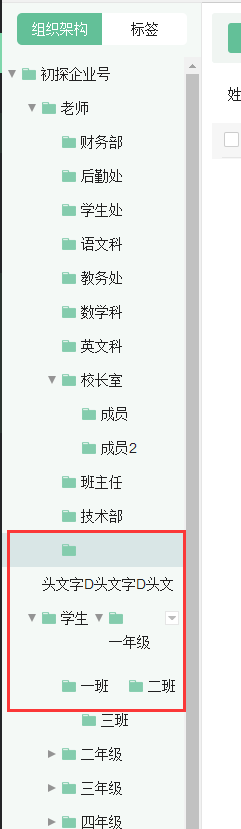 组织架构 标签
初探企业号
老师
财务部
后勤处
学生处
语文科
教务处
数学科
英文科
校长室
成员
成员2
班主任
技术部
头文字D头文字D头文
学生
一年级
一班 二班
三班
二年级
三年级
四年级